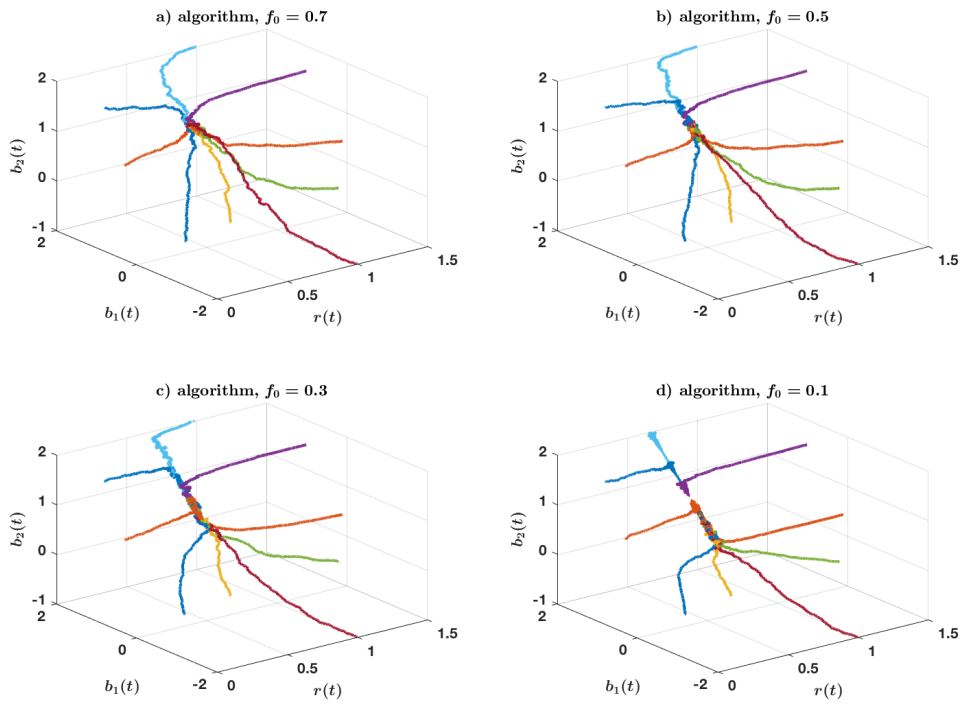 a) algorithm, f₀ = 0.7
2
1
0
-1
b₂(t)
2
0
-2
b₁(t)
0
0.5
1
1.5
r(t)
b) algorithm, f₀ = 0.5
2
1
0
-1
b₂(t)
2
0
-2
b₁(t)
0
0.5
1
1.5
r(t)
c) algorithm, f₀ = 0.3
2
1
0
-1
b₂(t)
2
0
-2
b₁(t)
0
0.5
1
1.5
r(t)
d) algorithm, f₀ = 0.1
2
1
0
-1
b₂(t)
2
0
-2
b₁(t)
0
0.5
1
1.5
r(t)